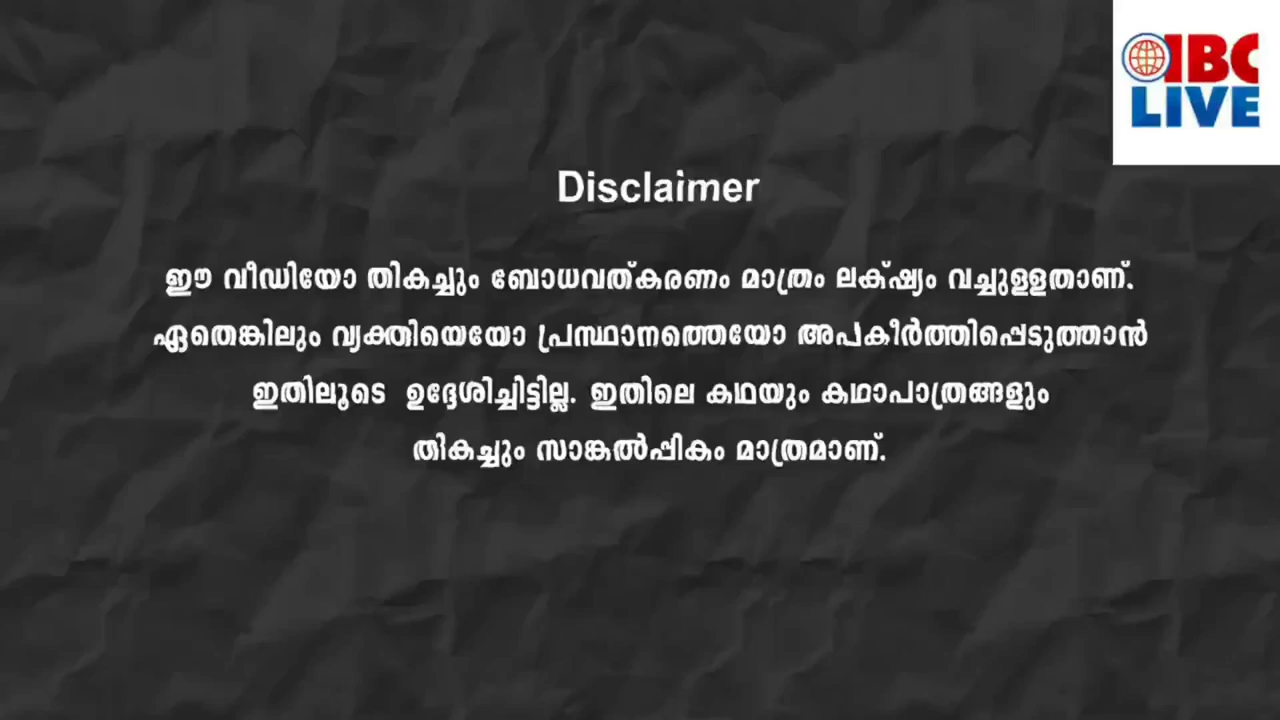 IBC
LIVE
Disclaimer
ഈ വീഡിയോ തികച്ചും ബോധവത്കരണം മാത്രം ലക്ഷ്യം വച്ചുള്ളതാണ്.
ഏതെങ്കിലും വ്യക്തിയെയോ പ്രസ്ഥാനത്തെയോ അപകീർത്തിപ്പെടുത്താൻ
ഇതിലൂടെ ഉദ്ദേശിച്ചിട്ടില്ല. ഇതിലെ കഥയും കഥാപാത്രങ്ങളും
തികച്ചും സാങ്കൽപ്പികം മാത്രമാണ്.